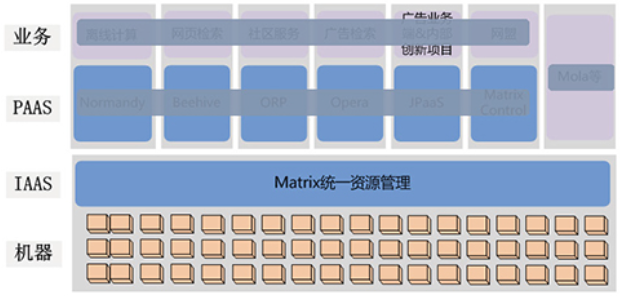 业务
离线计算
网页检索
社区服务
广告检索
广告业务
端&内部
创新项目
网盟
Mola等
PAAS
Normandy
Beehive
ORP
Opera
JPaaS
Matrix
Control
IAAS
Matrix统一资源管理
机器